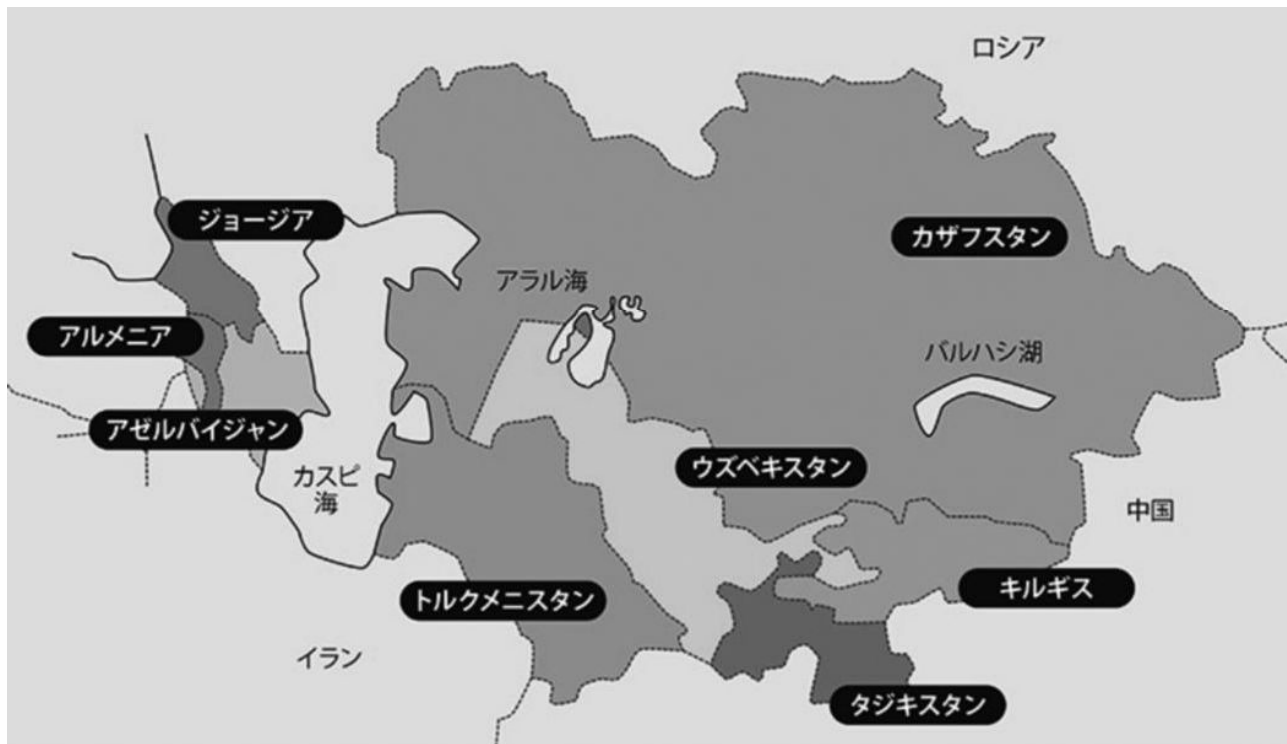 ロシア
ジョージア
カザフスタン
アラル海
アルメニア
バルハシ湖
アゼルバイジャン
カスピ
海
ウズベキスタン
中国
キルギス
トルクメニスタン
イラン
タジキスタン